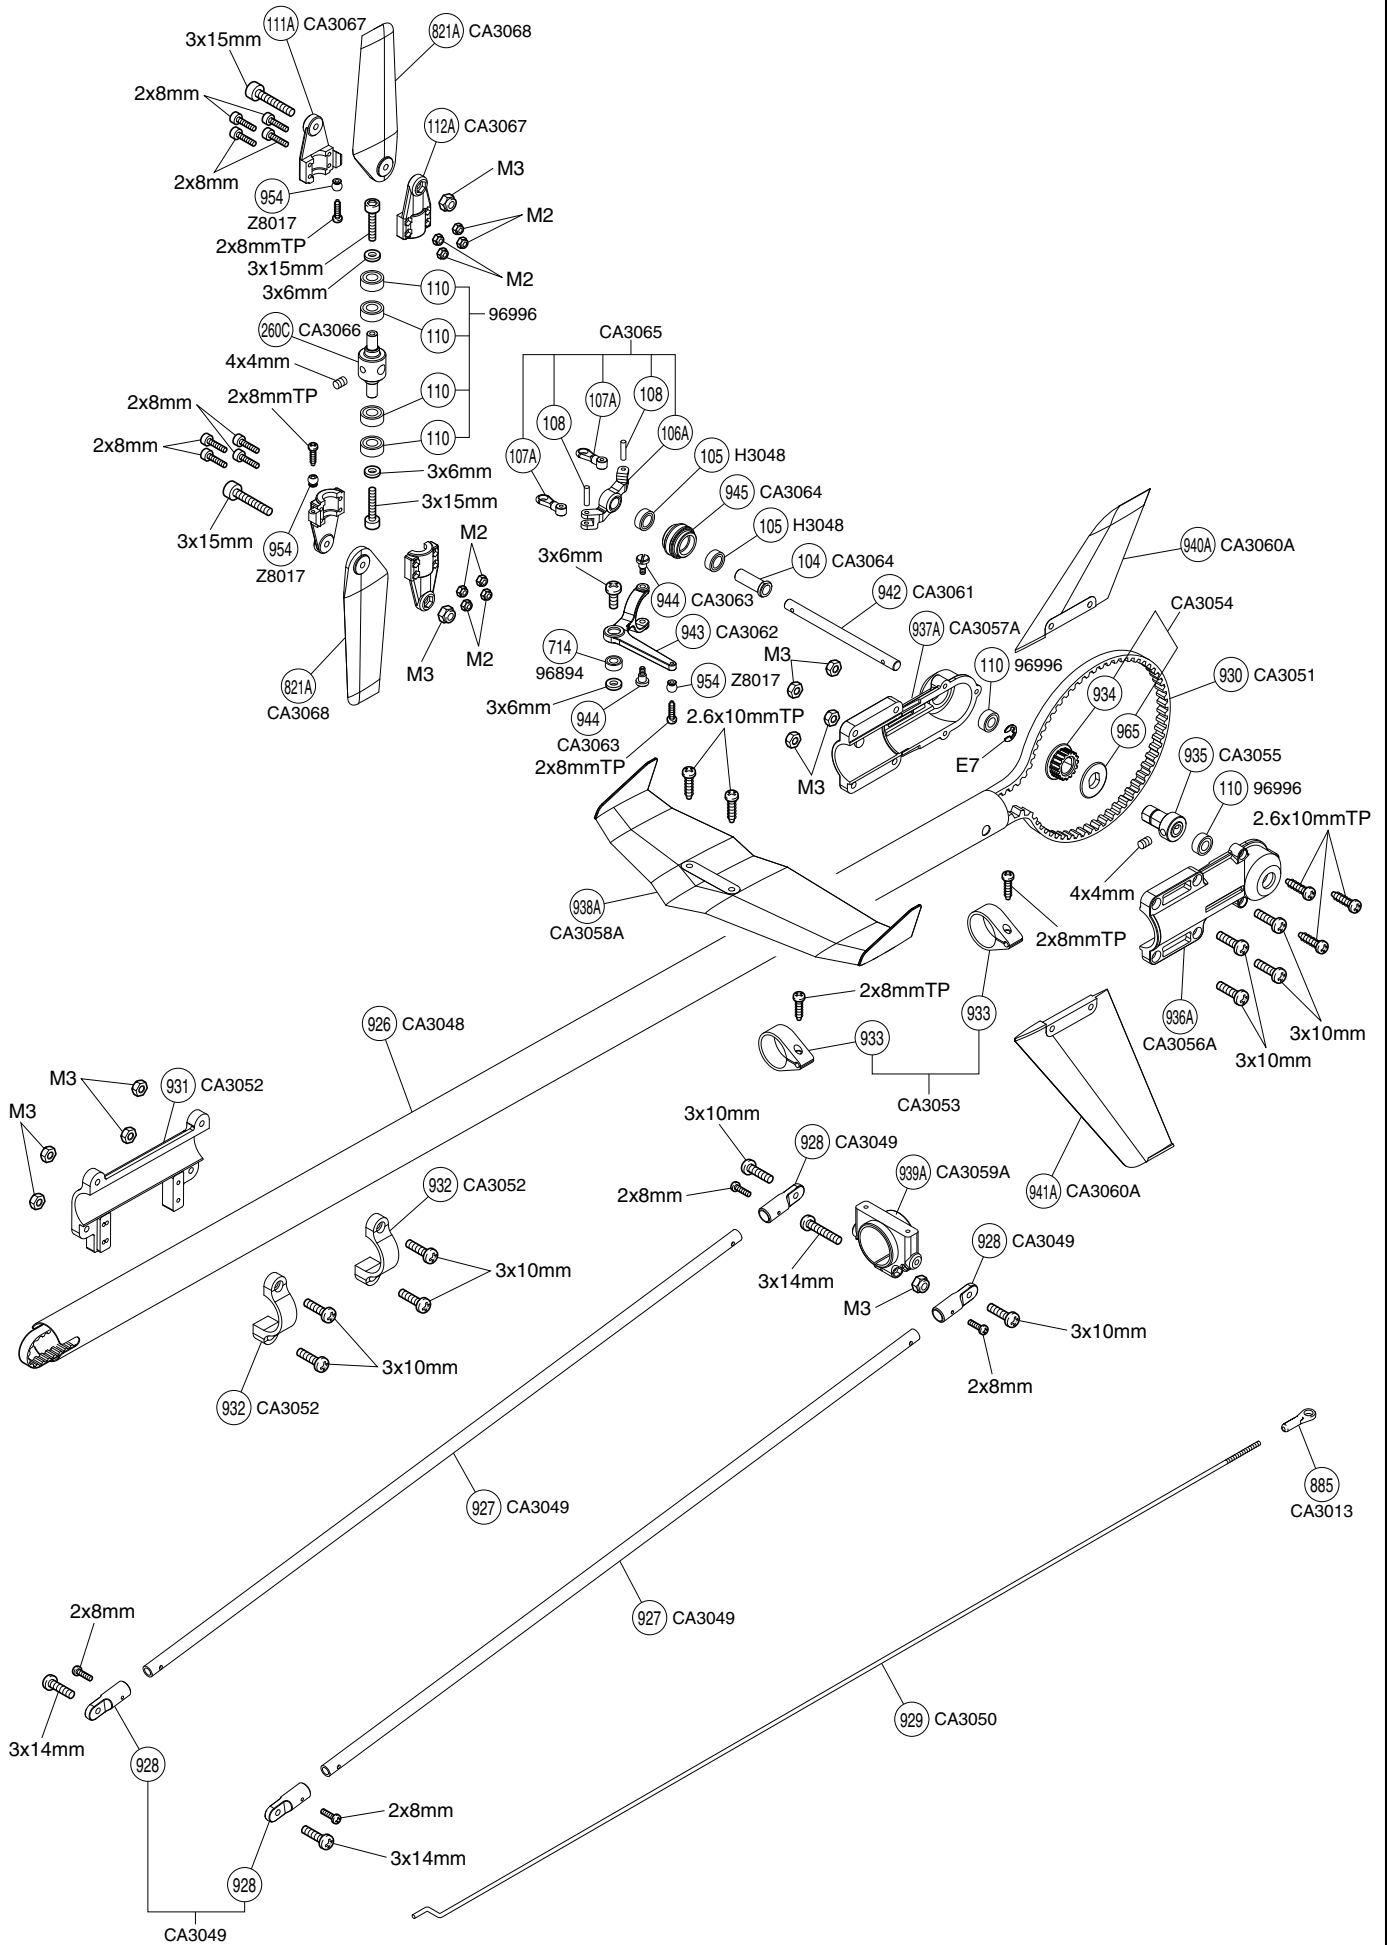 111A CA3067
3x15mm
821A CA3068
2x8mm
112A CA3067
2x8mm
M3
954
Z8017
M2
2x8mmTP
3x15mm
M2
3x6mm
110
96996
260C CA3066
110
CA3065
4x4mm
2x8mmTP
110
107A
108
2x8mm
108
106A
2x8mm
110
107A
105 H3048
3x6mm
945 CA3064
3x15mm
M2
105 H3048
3x15mm
954
Z8017
3x6mm
104 CA3064
940A CA3060A
944 CA3063
942 CA3061
CA3054
943 CA3062
937A CA3057A
714
96894
M3
110 96996
M2
M3
930 CA3051
821A
CA3068
954 Z8017
934
3x6mm
944
CA3063
2.6x10mmTP
965
2x8mmTP
M3
E7
935 CA3055
110 96996
2.6x10mmTP
4x4mm
938A
CA3058A
2x8mmTP
2x8mmTP
933
936A
CA3056A
926 CA3048
933
3x10mm
3x10mm
M3
931 CA3052
CA3053
M3
3x10mm
928 CA3049
939A CA3059A
932 CA3052
2x8mm
941A CA3060A
928 CA3049
3x10mm
3x14mm
M3
3x10mm
3x10mm
2x8mm
932 CA3052
885
CA3013
927 CA3049
2x8mm
927 CA3049
929 CA3050
3x14mm
928
2x8mm
3x14mm
928
CA3049